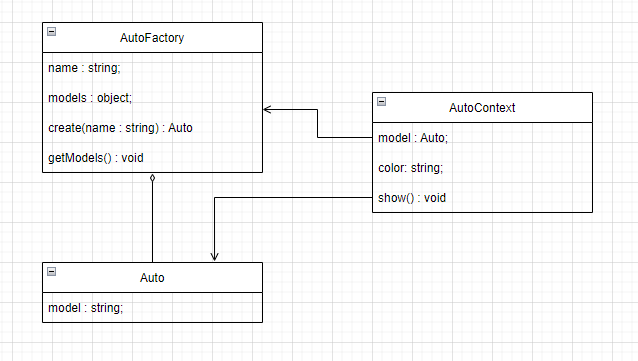 AutoFactory
name : string;
models : object;
create(name : string) : Auto
getModels() : void
AutoContext
model : Auto;
color: string;
show() : void
Auto
model : string;